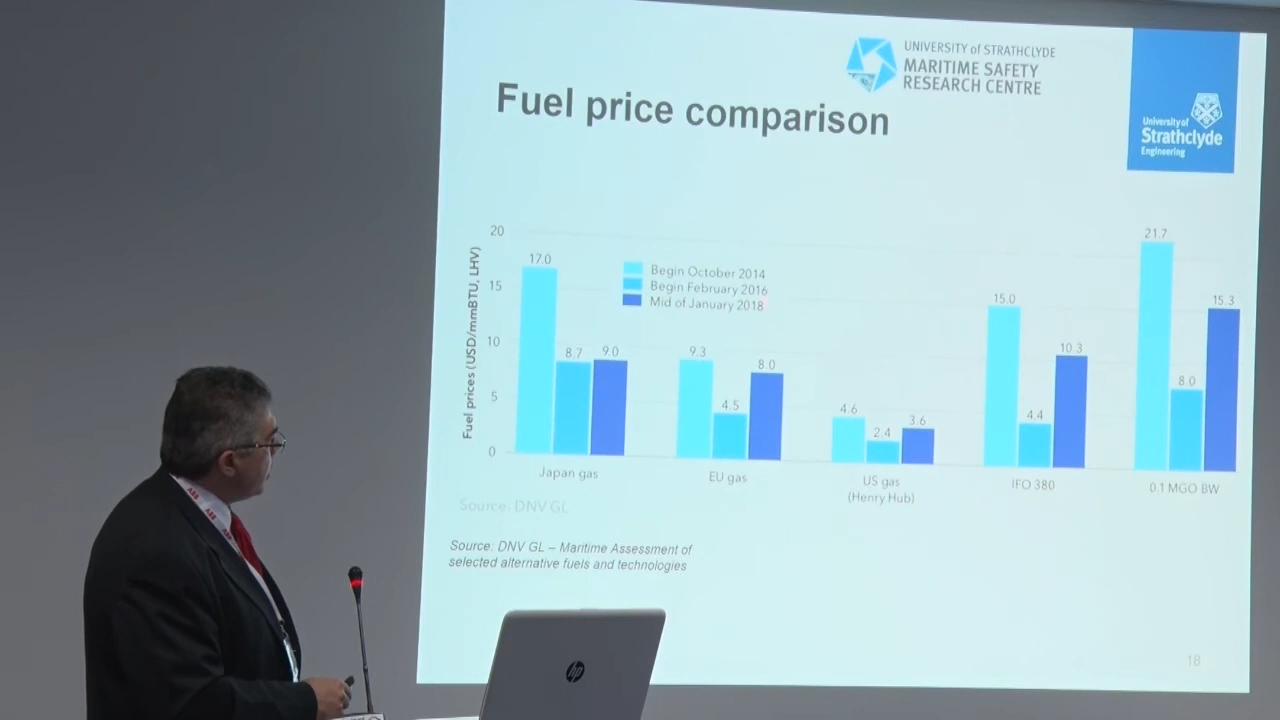 UNIVERSITY of STRATHCLYDE
MARITIME SAFETY
RESEARCH CENTRE
University of
Strathclyde
Engineering
Fuel price comparison
Fuel prices (USD/mmBTU, LHV)
20
15
10
5
0
Begin October 2014
Begin February 2016
Mid of January 2018
17.0
8.7
9.0
9.3
4.5
8.0
4.6
2.4
3.6
15.0
4.4
10.3
21.7
8.0
15.3
Japan gas
EU gas
US gas
(Henry Hub)
IFO 380
0.1 MGO BW
Source: DNV GL
Source: DNV GL – Maritime Assessment of
selected alternative fuels and technologies
18
hp
ABB
ABB